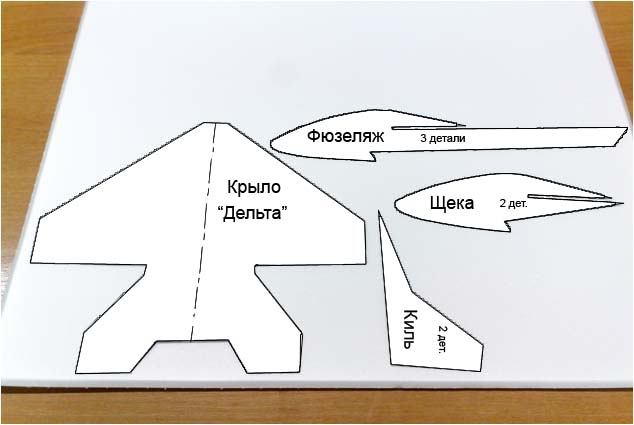 Фюзеляж
3 детали
Крыло
“Дельта”
Щека
2 дет.
Киль
2 дет.